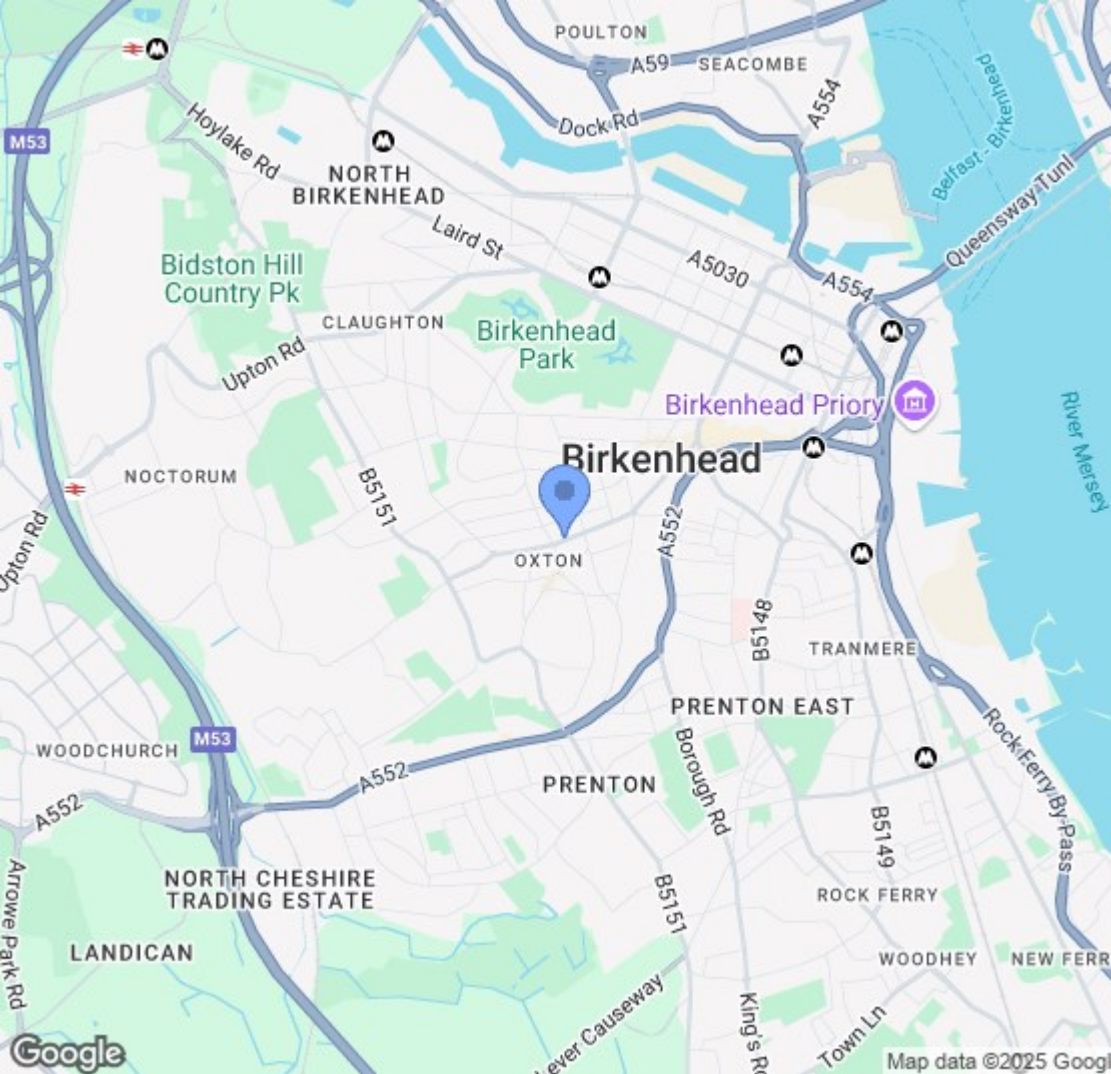 POULTON
A59
SEACOMBE
A554
M53
Hoylake Rd
Dock Rd
Belfast - Birkenhead
NORTH
BIRKENHEAD
Queensway Tunl
Laird St
Bidston Hill
Country Pk
A5030
A554
CLAUGHTON
Birkenhead
Park
Upton Rd
Birkenhead Priory
River Mersey
Birkenhead
NOCTORUM
B5151
Upton Rd
A552
OXTON
B5148
TRANMERE
PRENTON EAST
M53
WOODCHURCH
Borough Rd
Rock Ferry By-Pass
A552
PRENTON
A552
B5149
Arrowe Park Rd
NORTH CHESHIRE
TRADING ESTATE
B5151
ROCK FERRY
LANDICAN
WOODHEY
NEW FERR
ever Causeway
King's R
Town Ln
Google
Map data ©2025 Googl